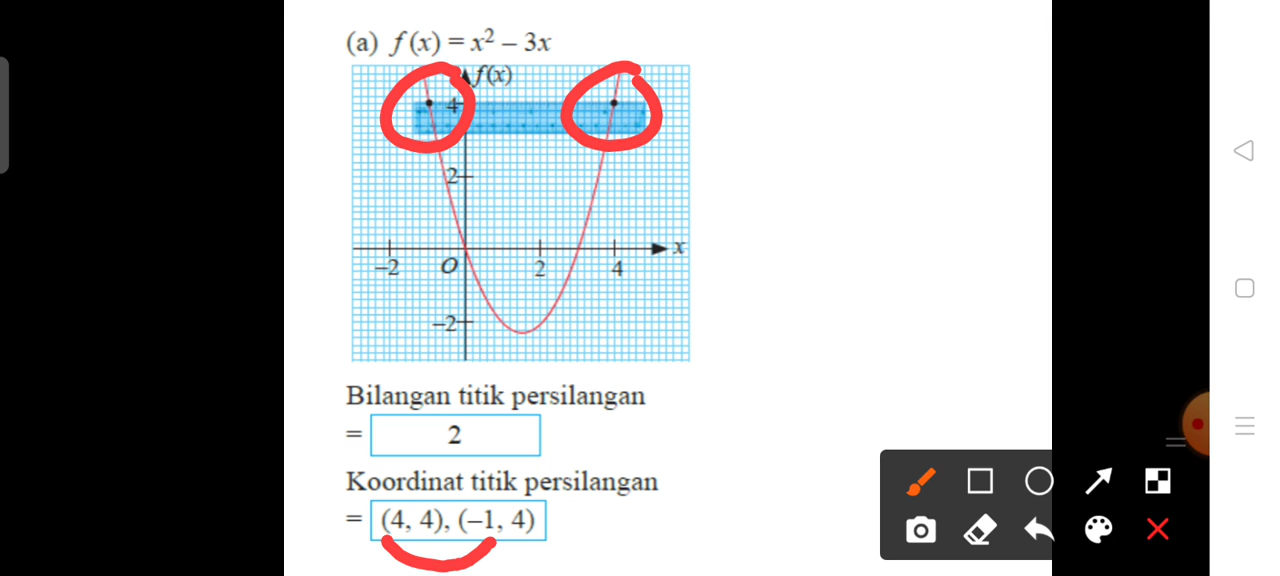 (a) f(x) = x² – 3x
f(x)
4
2
–2 O 2 4 x
–2
Bilangan titik persilangan
= 2
Koordinat titik persilangan
= (4, 4), (–1, 4)